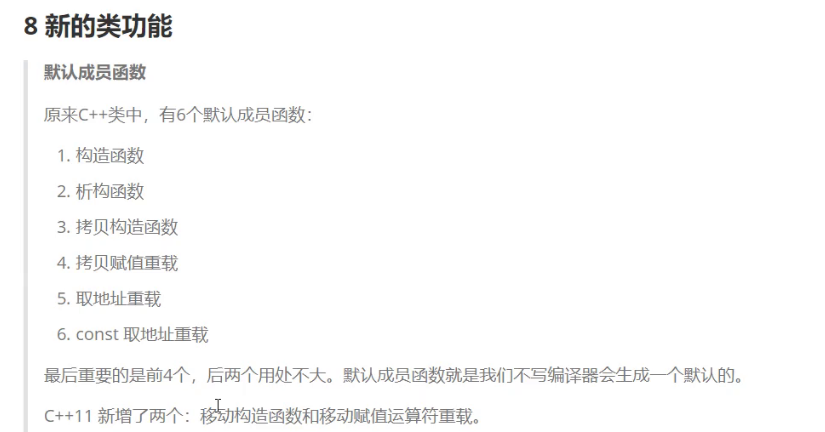 8 新的类功能
默认成员函数
原来C++类中，有6个默认成员函数：
1. 构造函数
2. 析构函数
3. 拷贝构造函数
4. 拷贝赋值重载
5. 取地址重载
6. const 取地址重载
最后重要的是前4个，后两个用处不大。默认成员函数就是我们不写编译器会生成一个默认的。
C++11 新增了两个：移动构造函数和移动赋值运算符重载。